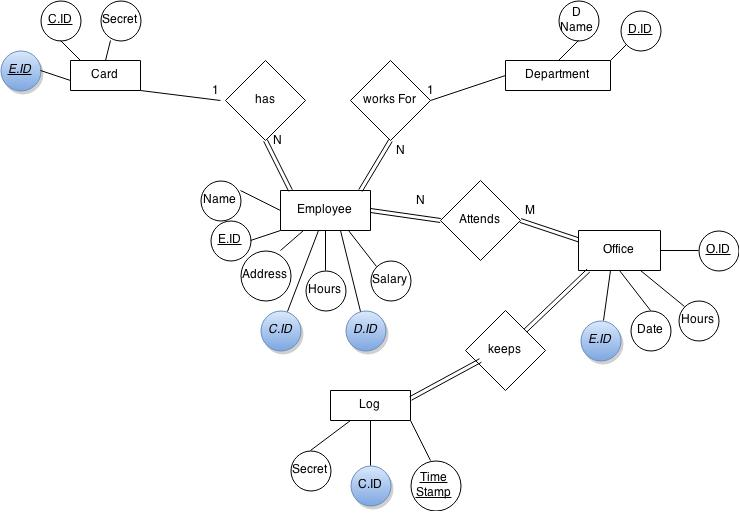 C.ID
Secret
D
Name
D.ID
E.ID
Card
Department
1
has
works For
1
N
N
Name
Employee
N
Attends
M
E.ID
Office
O.ID
Address
Hours
Salary
C.ID
D.ID
E.ID
Date
Hours
keeps
Log
Secret
C.ID
Time
Stamp